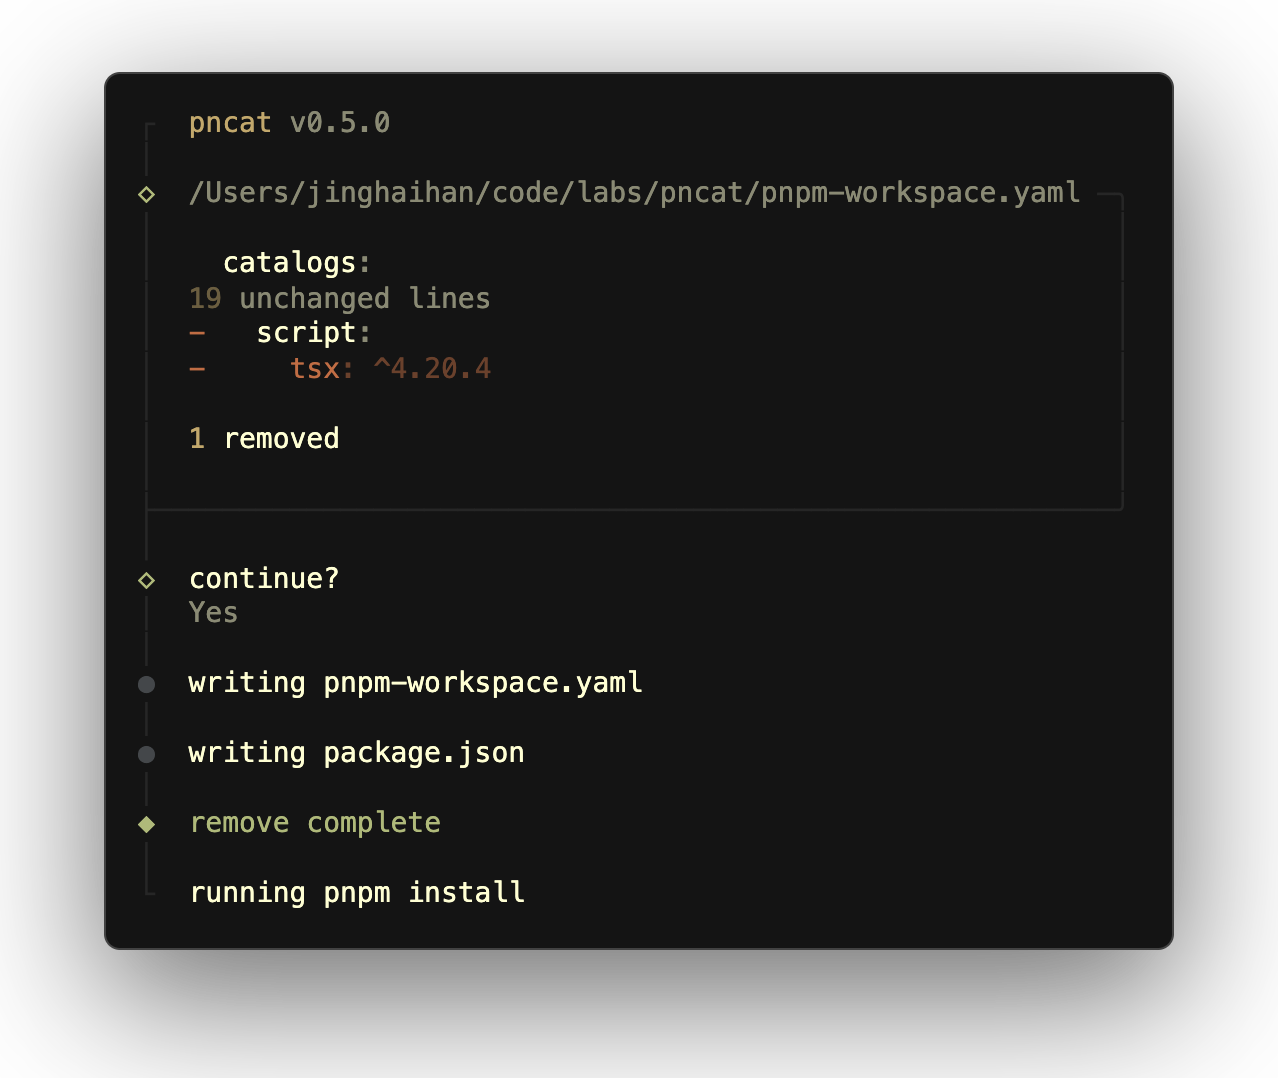 pncat v0.5.0
/Users/jinghaihan/code/labs/pncat/pnpm-workspace.yaml
catalogs:
19 unchanged lines
-   script:
-     tsx: ^4.20.4
1 removed
continue?
Yes
writing pnpm-workspace.yaml
writing package.json
remove complete
running pnpm install